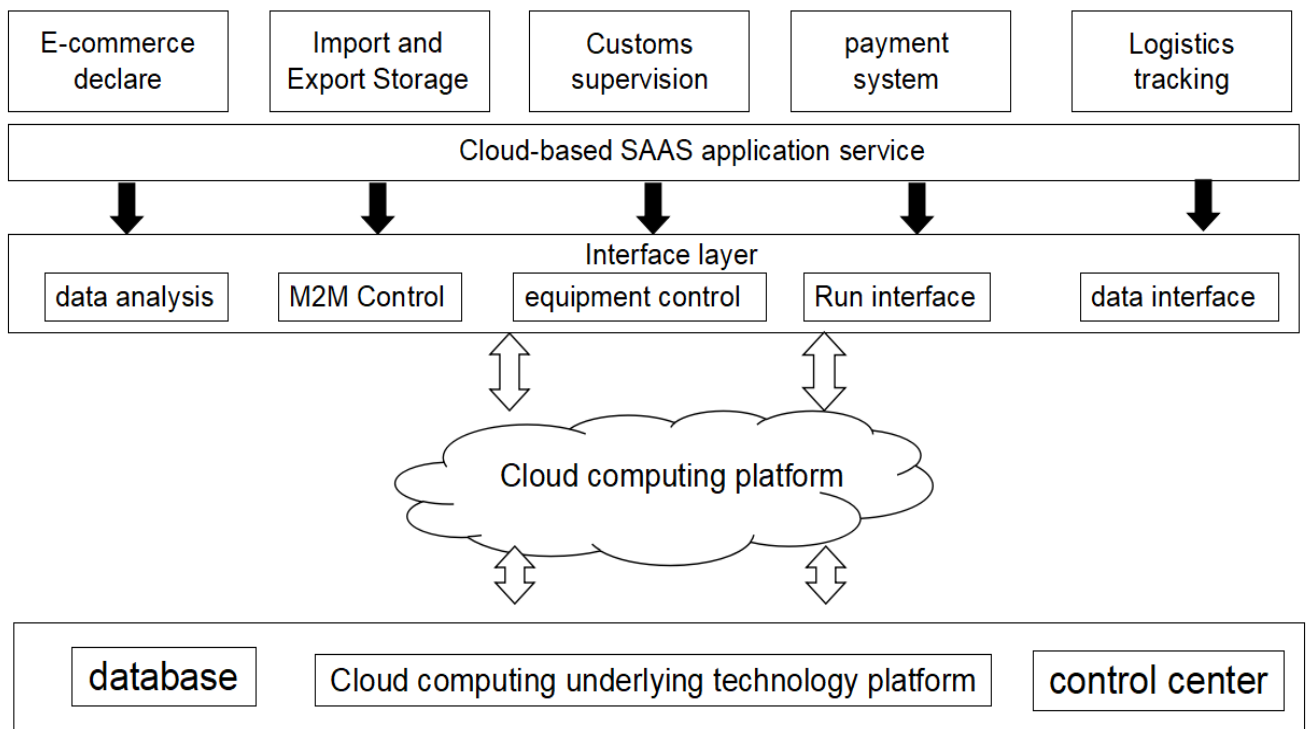 E-commerce
declare
Import and
Export Storage
Customs
supervision
payment
system
Logistics
tracking
Cloud-based SAAS application service
Interface layer
data analysis
M2M Control
equipment control
Run interface
data interface
Cloud computing platform
database
Cloud computing underlying technology platform
control center